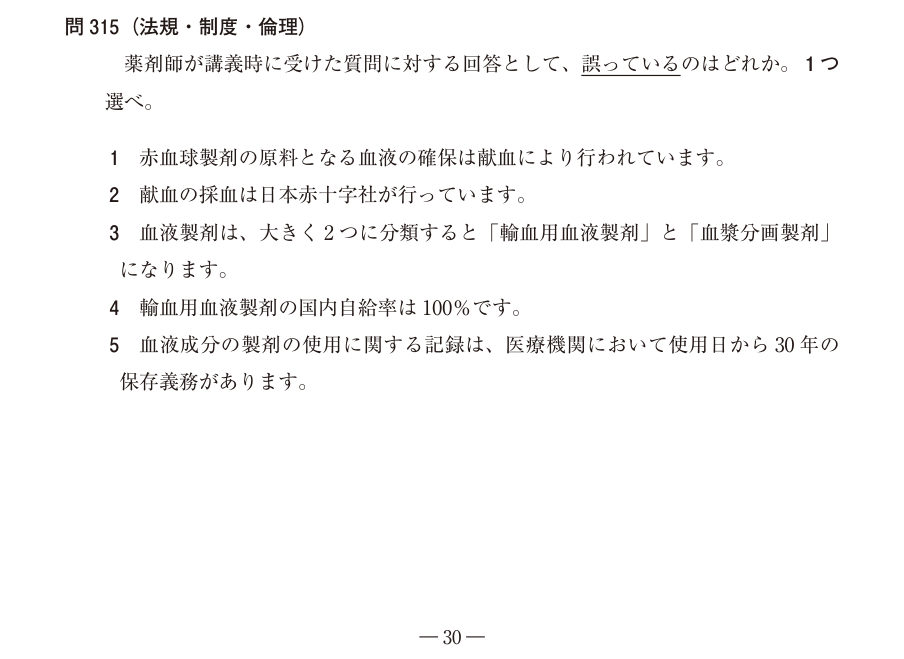 問 315（法規・制度・倫理）
薬剤師が講義時に受けた質問に対する回答として、誤っているのはどれか。1つ
選べ。
1　赤血球製剤の原料となる血液の確保は献血により行われています。
2　献血の採血は日本赤十字社が行っています。
3　血液製剤は、大きく2つに分類すると「輸血用血液製剤」と「血漿分画製剤」
になります。
4　輸血用血液製剤の国内自給率は100％です。
5　血液成分の製剤の使用に関する記録は、医療機関において使用日から30年の
保存義務があります。
— 30 —